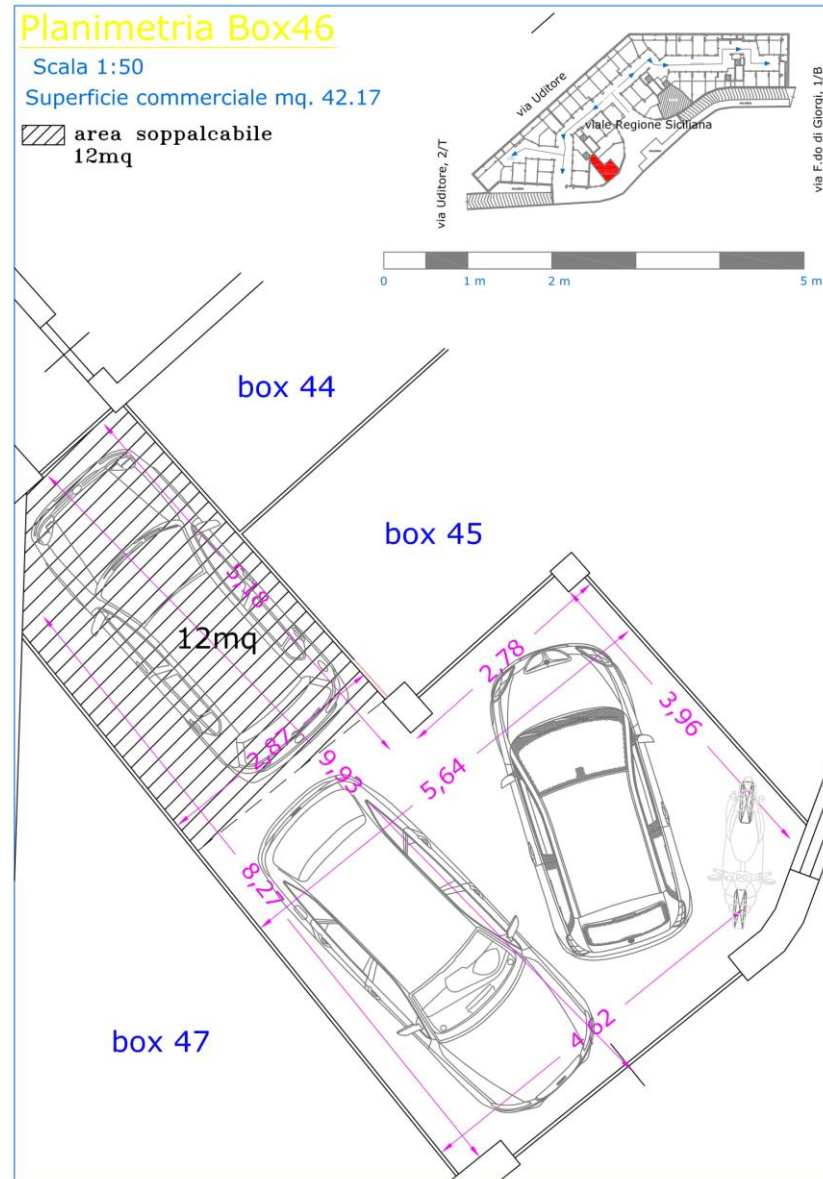 Planimetria Box46
Scala 1:50
Superficie commerciale mq. 42.17
area soppalcabile
12mq
via Uditore
viale Regione Siciliana
via Uditore, 2/T
via F.do di Giorgi, 1/B
0 1 m 2 m 5 m
box 44
box 45
5,18
12mq
2,78
3,96
2,87
9,93
5,64
8,27
4,62
box 47